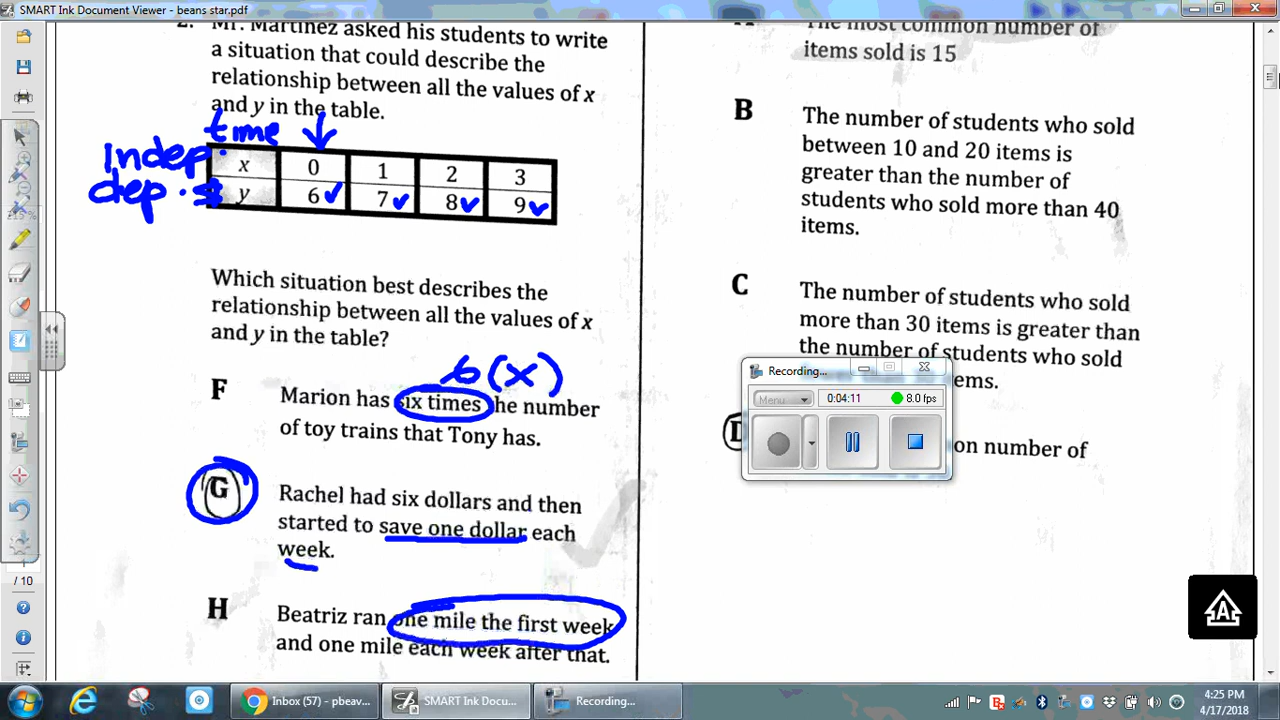 SMART Ink Document Viewer - beans star.pdf
2. Mr. Martinez asked his students to write
a situation that could describe the
relationship between all the values of x
and y in the table.
time
Indep.
dep.
x 0 1 2 3
y 6 7 8 9
Which situation best describes the
relationship between all the values of x
and y in the table?
6(x)
F Marion has six times the number
of toy trains that Tony has.
G Rachel had six dollars and then
started to save one dollar each
week.
H Beatriz ran one mile the first week
and one mile each week after that.
The most common number of
items sold is 15
B The number of students who sold
between 10 and 20 items is
greater than the number of
students who sold more than 40
items.
C The number of students who sold
more than 30 items is greater than
the number of students who sold
ems.
D on number of
Recording...
Menu 0:04:11 8.0 fps
/ 10
A
Inbox (57) - pbeav...
SMART Ink Docu...
Recording...
4:25 PM
4/17/2018